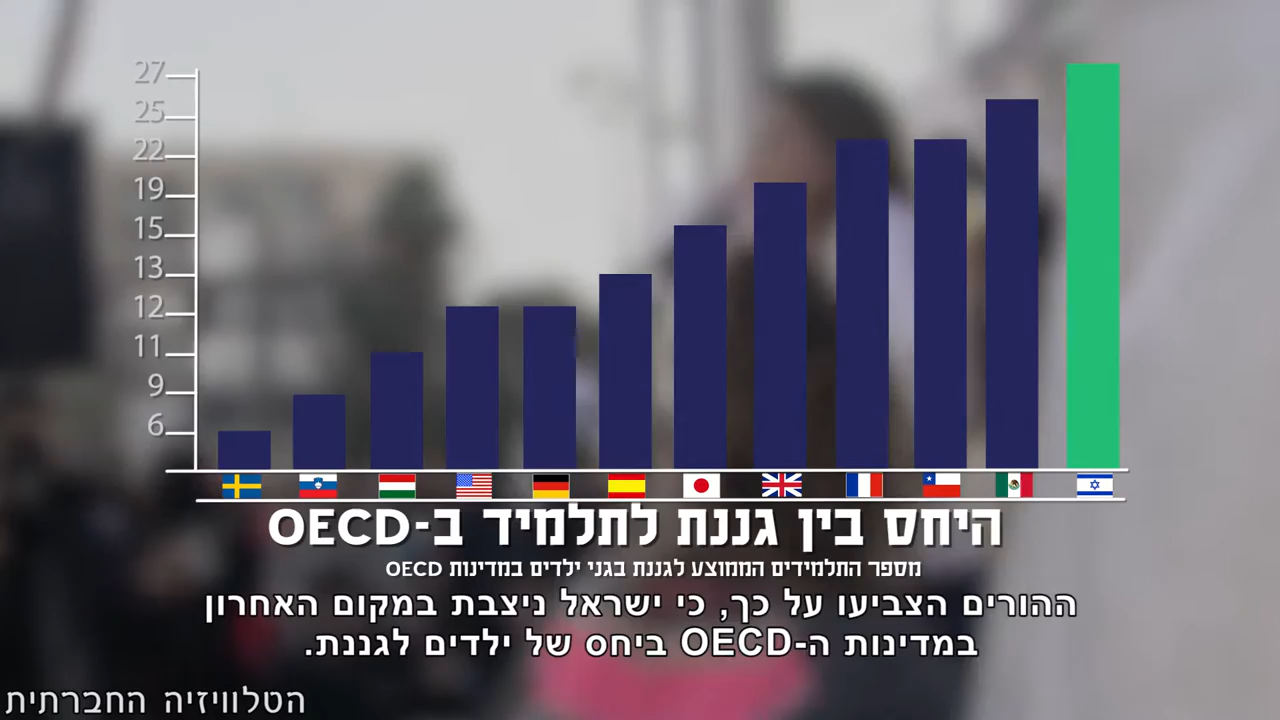 27
25
22
19
15
13
12
11
9
6
היחס בין גננת לתלמיד ב-OECD
מספר התלמידים הממוצע לגננת בגני ילדים במדינות OECD
ההורים הצביעו על כך, כי ישראל ניצבת במקום האחרון
במדינות ה-OECD ביחס של ילדים לגננת.
הטלוויזיה החברתית